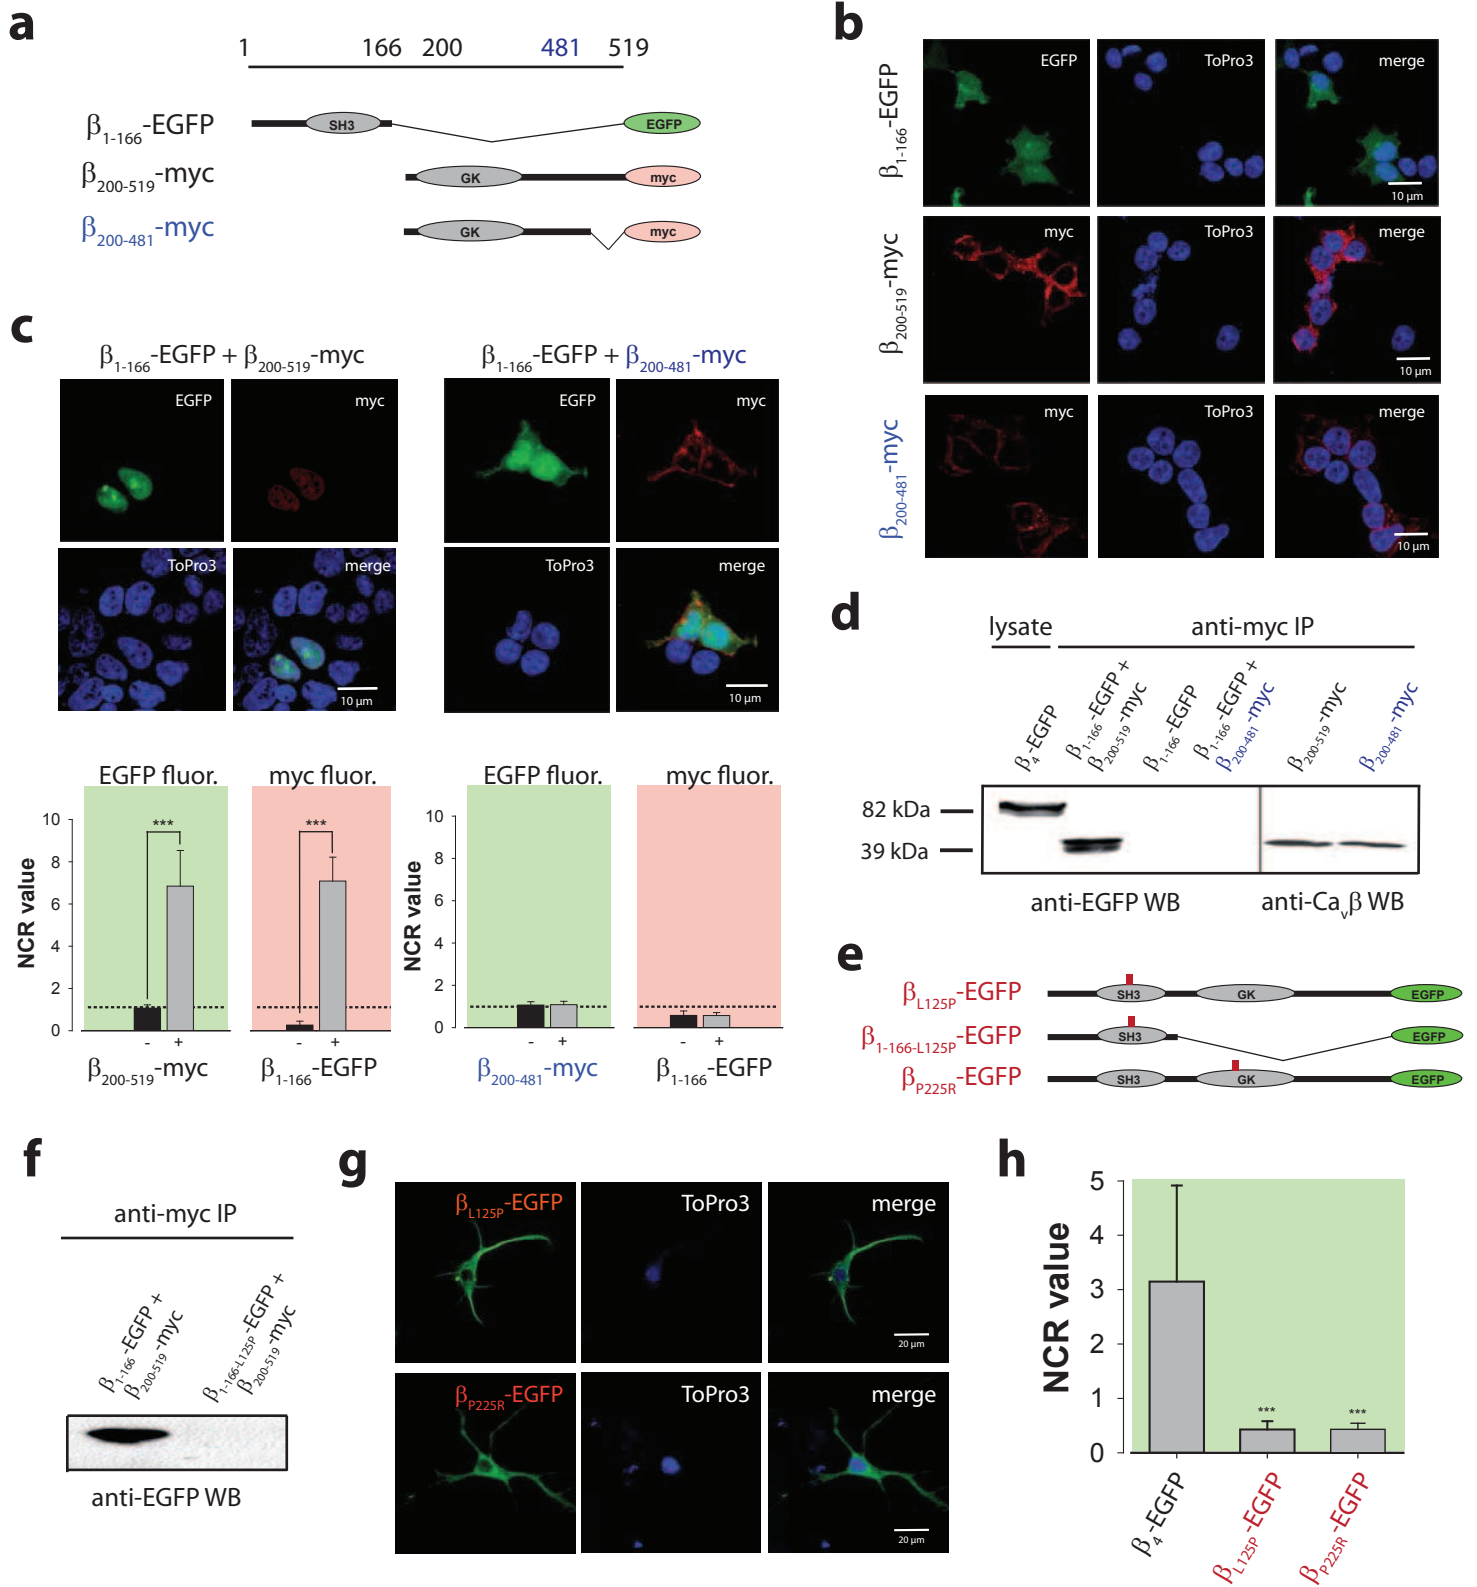 a
1 166 200 481 519
β1-166-EGFP
SH3 EGFP
β200-519-myc
GK myc
β200-481-myc
GK myc
b
β1-166-EGFP
EGFP ToPro3 merge
10 µm
β200-519-myc
myc ToPro3 merge
10 µm
β200-481-myc
myc ToPro3 merge
10 µm
c
β1-166-EGFP + β200-519-myc
EGFP myc
ToPro3 merge
10 µm
β1-166-EGFP + β200-481-myc
EGFP myc
ToPro3 merge
10 µm
EGFP fluor. myc fluor.
NCR value
10
8
6
4
2
0
*** ***
- + - +
β200-519-myc β1-166-EGFP
EGFP fluor. myc fluor.
NCR value
10
8
6
4
2
0
- + - +
β200-481-myc β1-166-EGFP
d
lysate anti-myc IP
β4-EGFP
β1-166-EGFP +
β200-519-myc
β1-166-EGFP
β1-166-EGFP +
β200-481-myc
β200-519-myc
β200-481-myc
82 kDa
39 kDa
anti-EGFP WB anti-Cavβ WB
e
βL125P-EGFP
SH3 GK EGFP
β1-166-L125P-EGFP
SH3 EGFP
βP225R-EGFP
SH3 GK EGFP
f
anti-myc IP
β1-166-EGFP +
β200-519-myc
β1-166-L125P-EGFP +
β200-519-myc
anti-EGFP WB
g
βL125P-EGFP ToPro3 merge
20 µm
βP225R-EGFP ToPro3 merge
20 µm
h
NCR value
5
4
3
2
1
0
*** ***
β4-EGFP
βL125P-EGFP
βP225R-EGFP